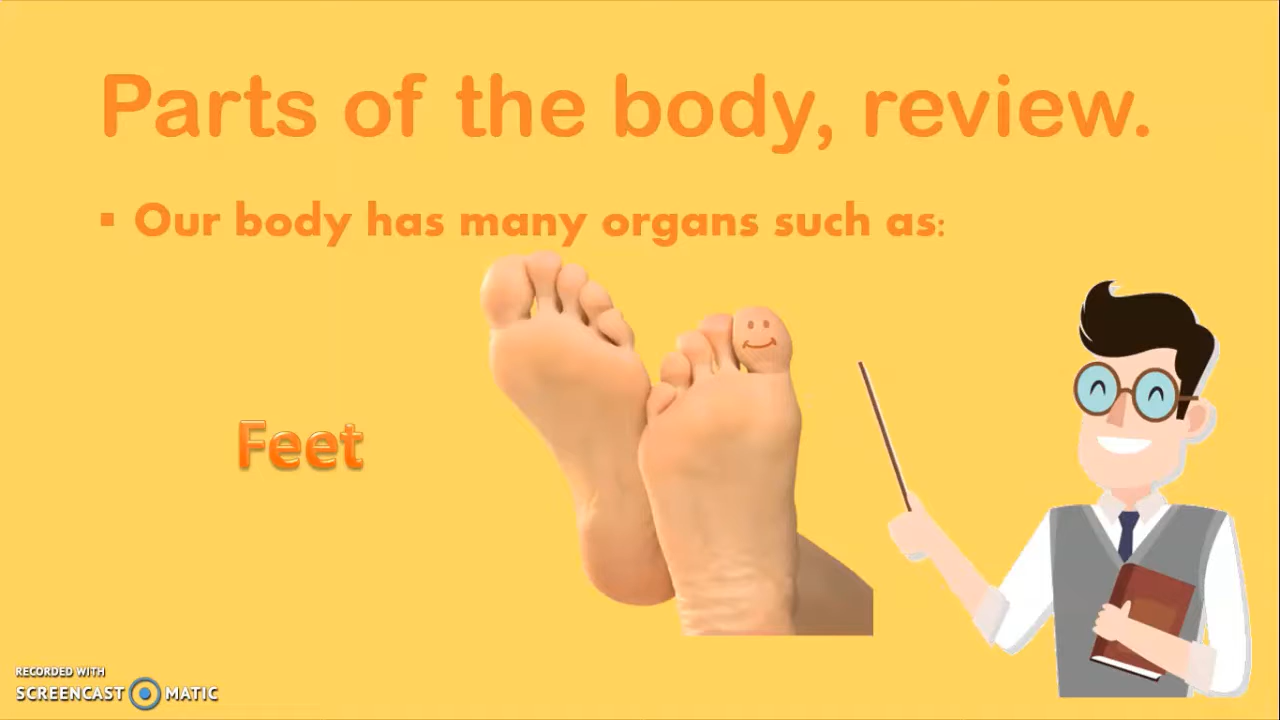 Parts of the body, review.
▪ Our body has many organs such as:
Feet
RECORDED WITH
SCREENCAST MATIC